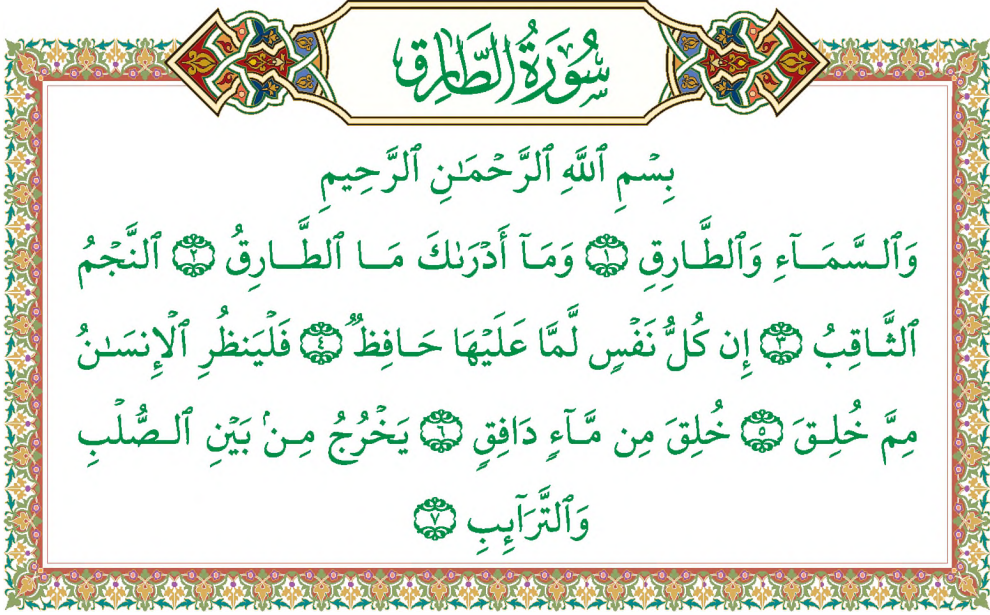 سُورَةُ الطَّارِقِ
بِسْمِ ٱللَّهِ ٱلرَّحْمَـٰنِ ٱلرَّحِيمِ
وَٱلسَّمَآءِ وَٱلطَّارِقِ ١ وَمَآ أَدْرَىٰكَ مَا ٱلطَّارِقُ ٢ ٱلنَّجْمُ
ٱلثَّاقِبُ ٣ إِن كُلُّ نَفْسٍ لَّمَّا عَلَيْهَا حَافِظٌ ٤ فَلْيَنظُرِ ٱلْإِنسَـٰنُ
مِمَّ خُلِقَ ٥ خُلِقَ مِن مَّآءٍ دَافِقٍ ٦ يَخْرُجُ مِنۢ بَيْنِ ٱلصُّلْبِ
وَٱلتَّرَآئِبِ ٧